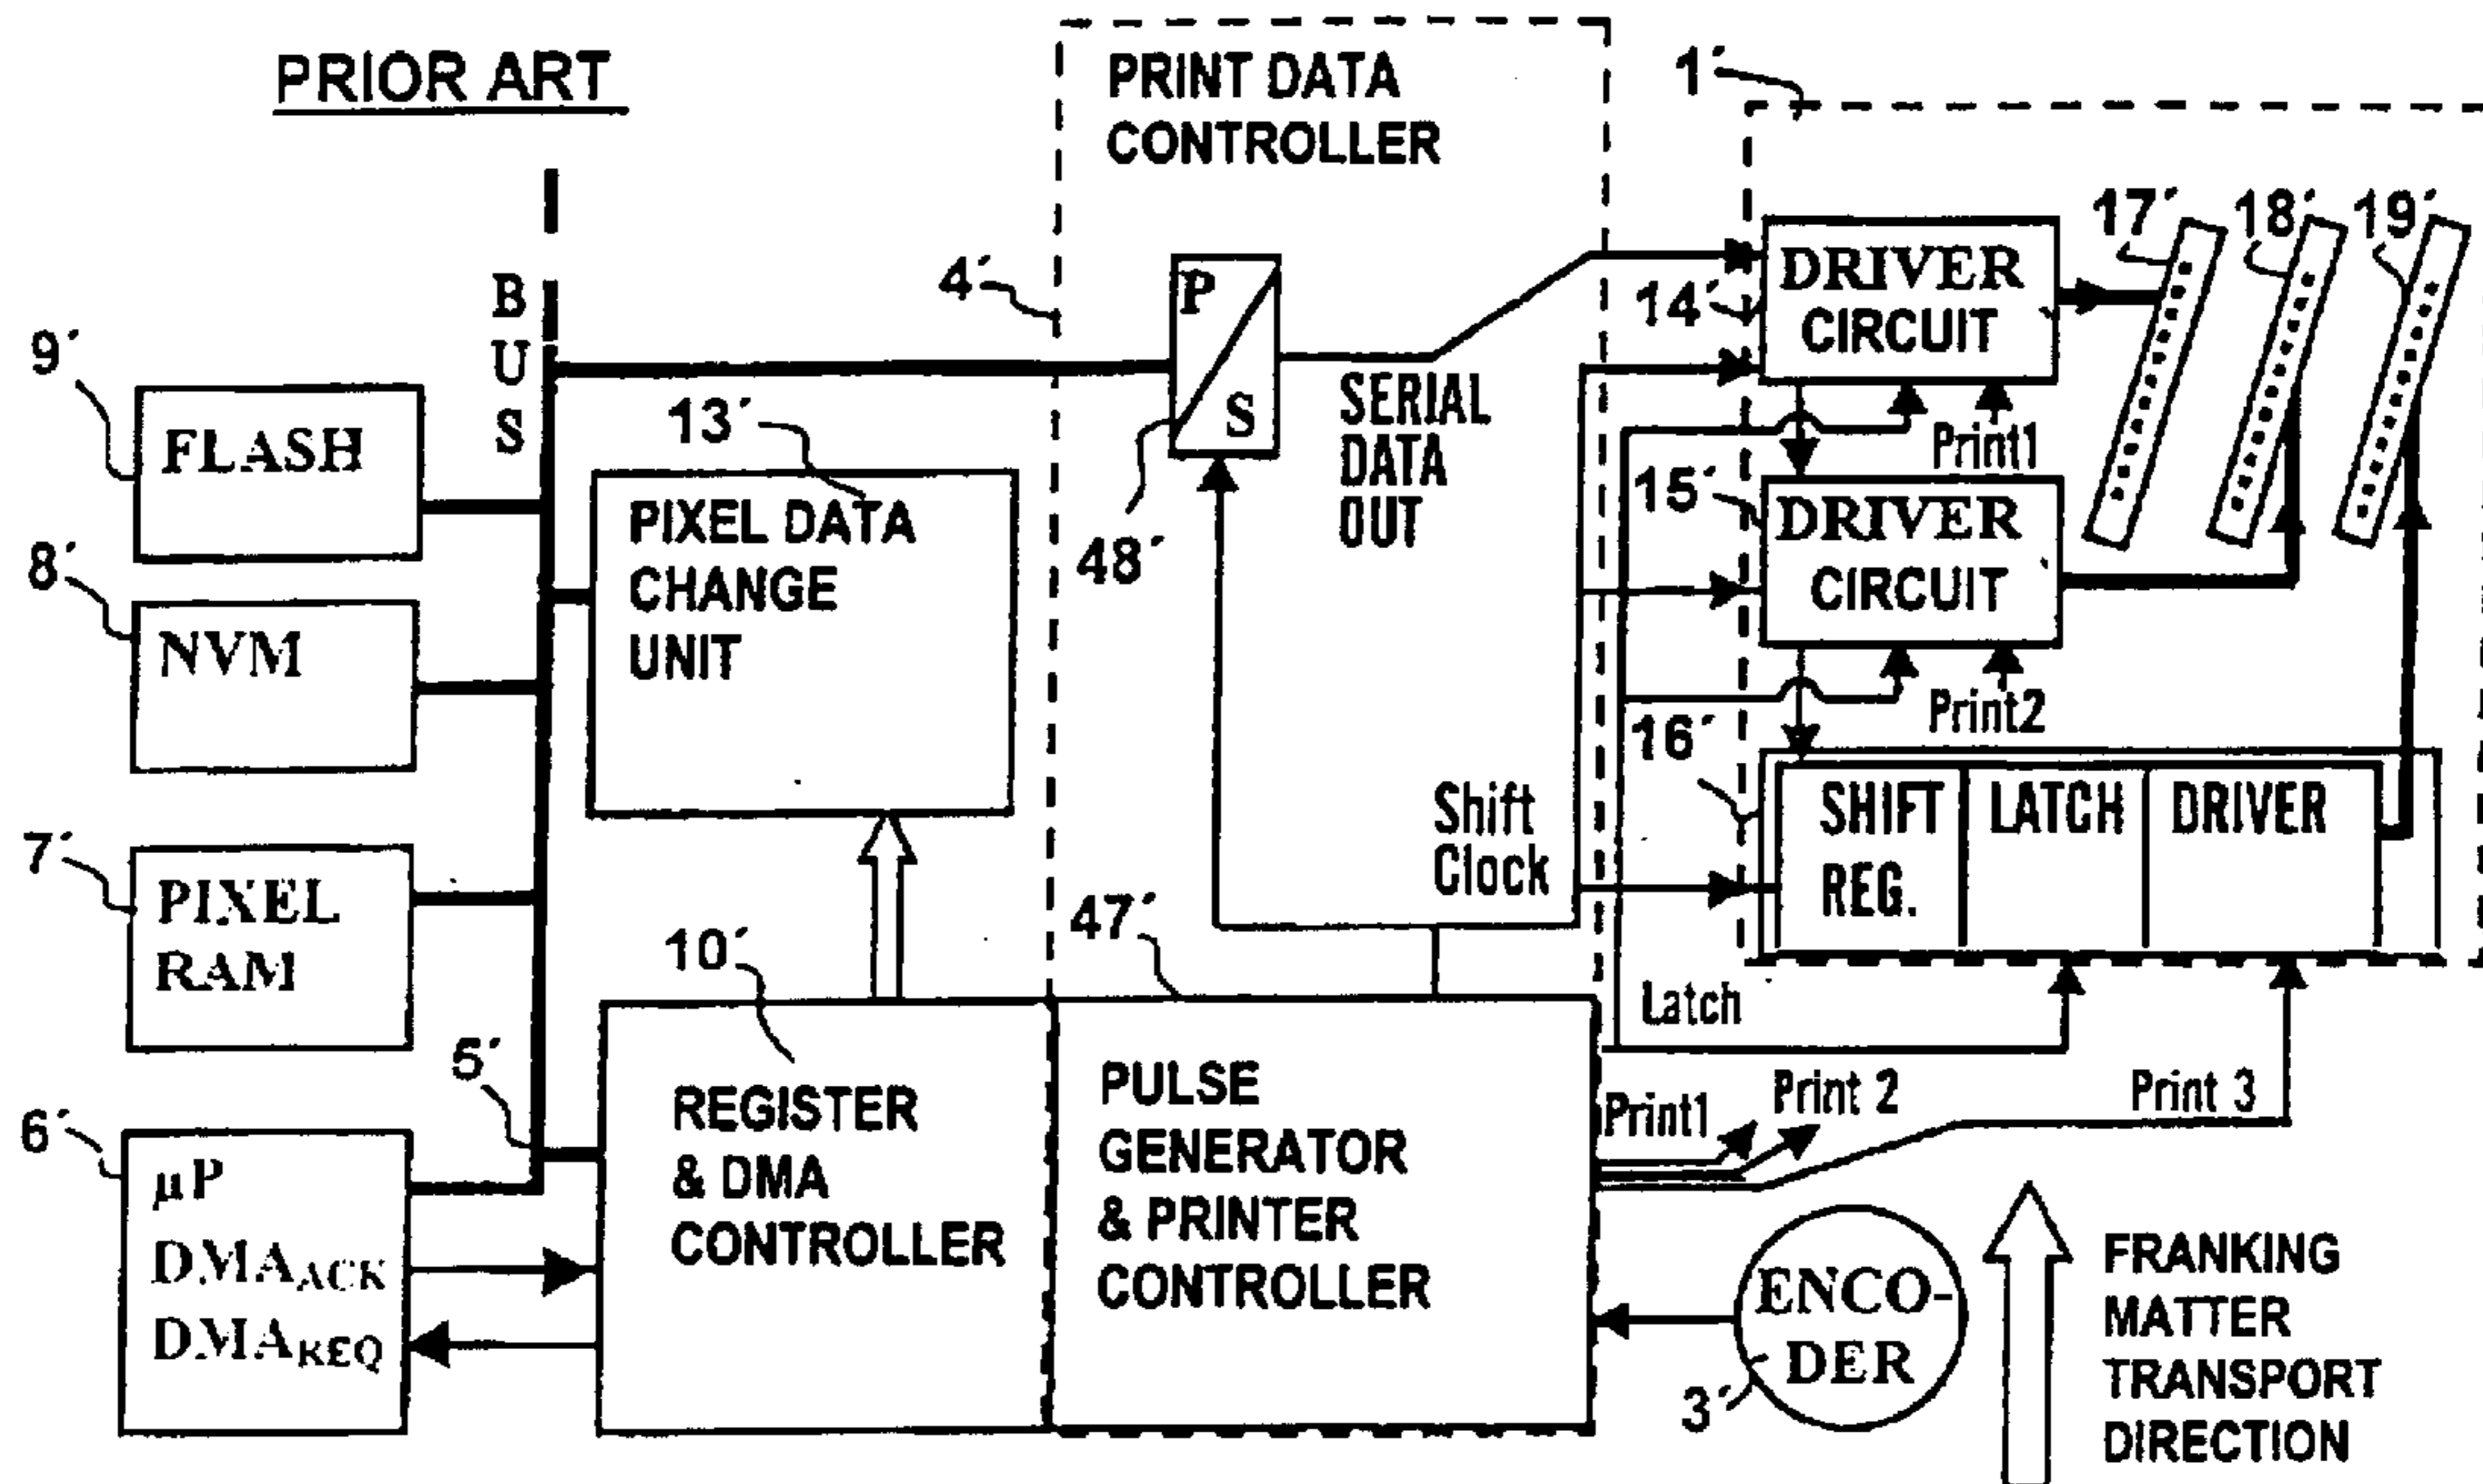 PRIOR ART
PRINT DATA
CONTROLLER
1´
17´
18´
19´
4´
P
S
14´
DRIVER
CIRCUIT
B
U
S
9´
FLASH
13´
48´
SERIAL
DATA
OUT
Print1
15´
DRIVER
CIRCUIT
PIXEL DATA
CHANGE
UNIT
8´
NVM
Print2
16´
SHIFT
REG.
LATCH
DRIVER
Shift
Clock
7´
PIXEL
RAM
10´
47´
Latch
5´
REGISTER
& DMA
CONTROLLER
PULSE
GENERATOR
& PRINTER
CONTROLLER
Print1
Print 2
Print 3
6´
µP
DMAACK
DMAREQ
ENCO-
DER
3´
FRANKING
MATTER
TRANSPORT
DIRECTION